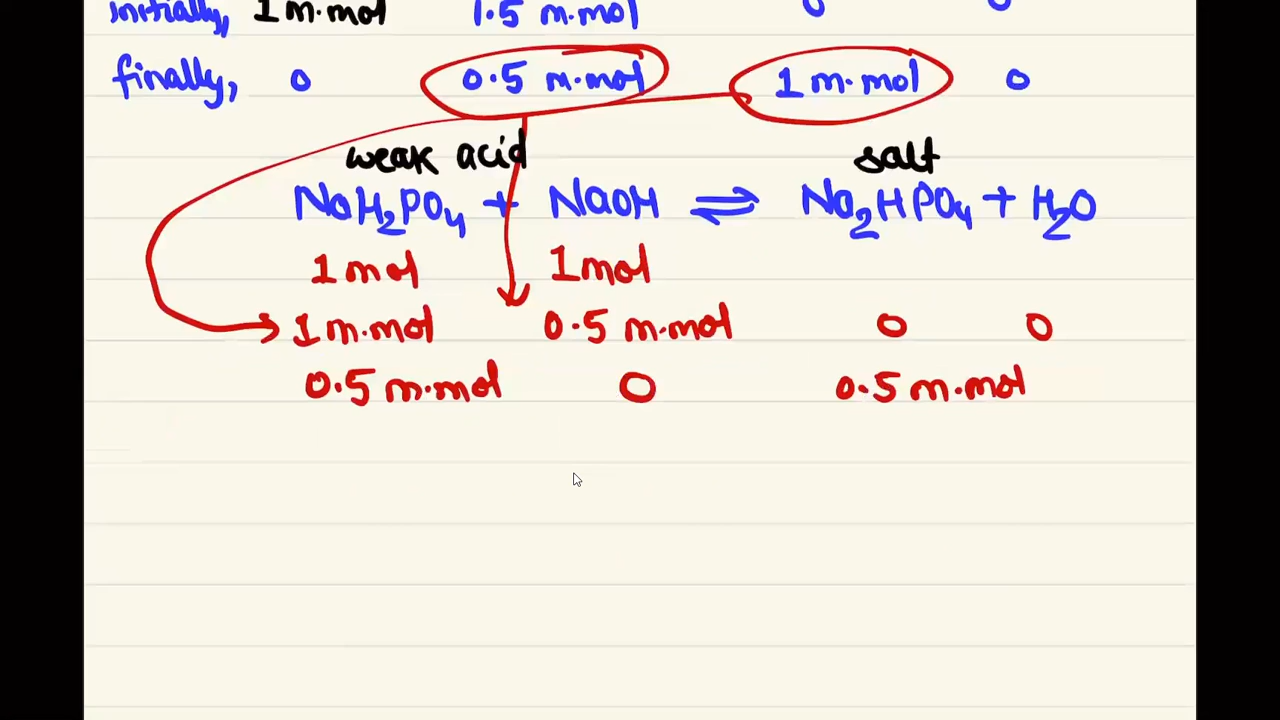 initially, 1 m·mol 1.5 m·mol
finally, 0 0.5 m·mol 1 m·mol 0
weak acid salt
NaH₂PO₄ + NaOH ⇌ Na₂HPO₄ + H₂O
1 mol 1 mol
1 m·mol 0.5 m·mol 0 0
0.5 m·mol 0 0.5 m·mol